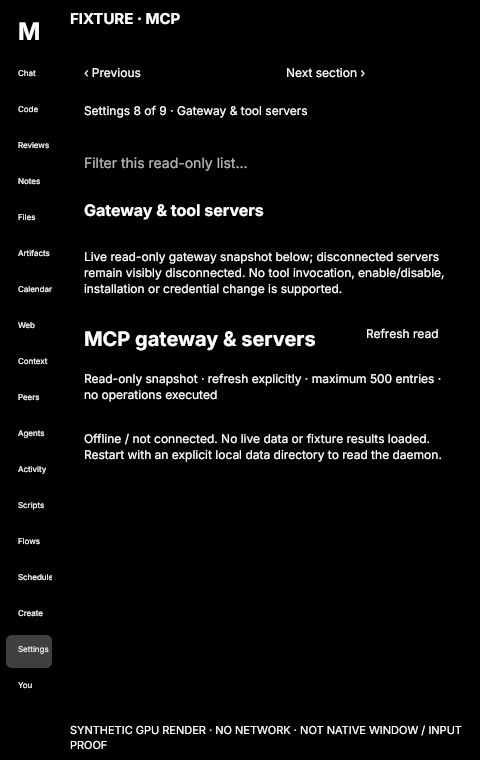 M
FIXTURE · MCP
Chat
Code
Reviews
Notes
Files
Artifacts
Calendar
Web
Context
Peers
Agents
Activity
Scripts
Flows
Schedule
Create
Settings
You
‹ Previous
Next section ›
Settings 8 of 9 · Gateway & tool servers
Filter this read-only list...
Gateway & tool servers
Live read-only gateway snapshot below; disconnected servers
remain visibly disconnected. No tool invocation, enable/disable,
installation or credential change is supported.
MCP gateway & servers
Refresh read
Read-only snapshot · refresh explicitly · maximum 500 entries ·
no operations executed
Offline / not connected. No live data or fixture results loaded.
Restart with an explicit local data directory to read the daemon.
SYNTHETIC GPU RENDER · NO NETWORK · NOT NATIVE WINDOW / INPUT
PROOF